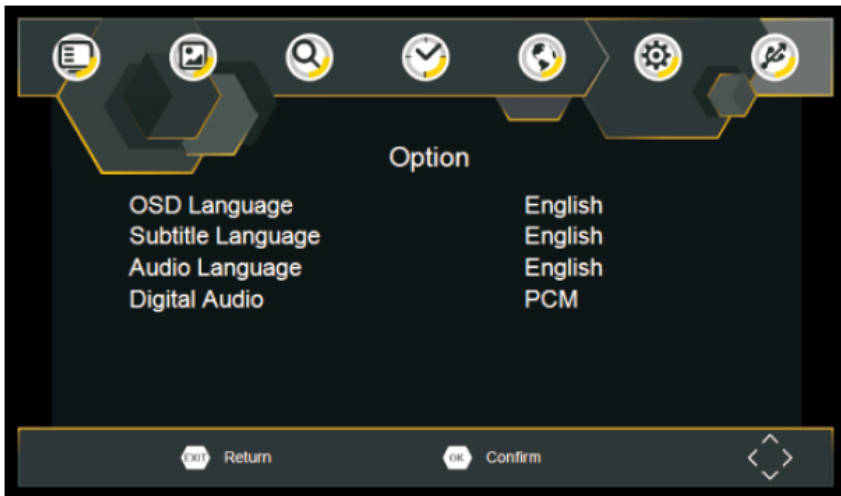 Option
OSD Language English
Subtitle Language English
Audio Language English
Digital Audio PCM
EXIT Return OK Confirm